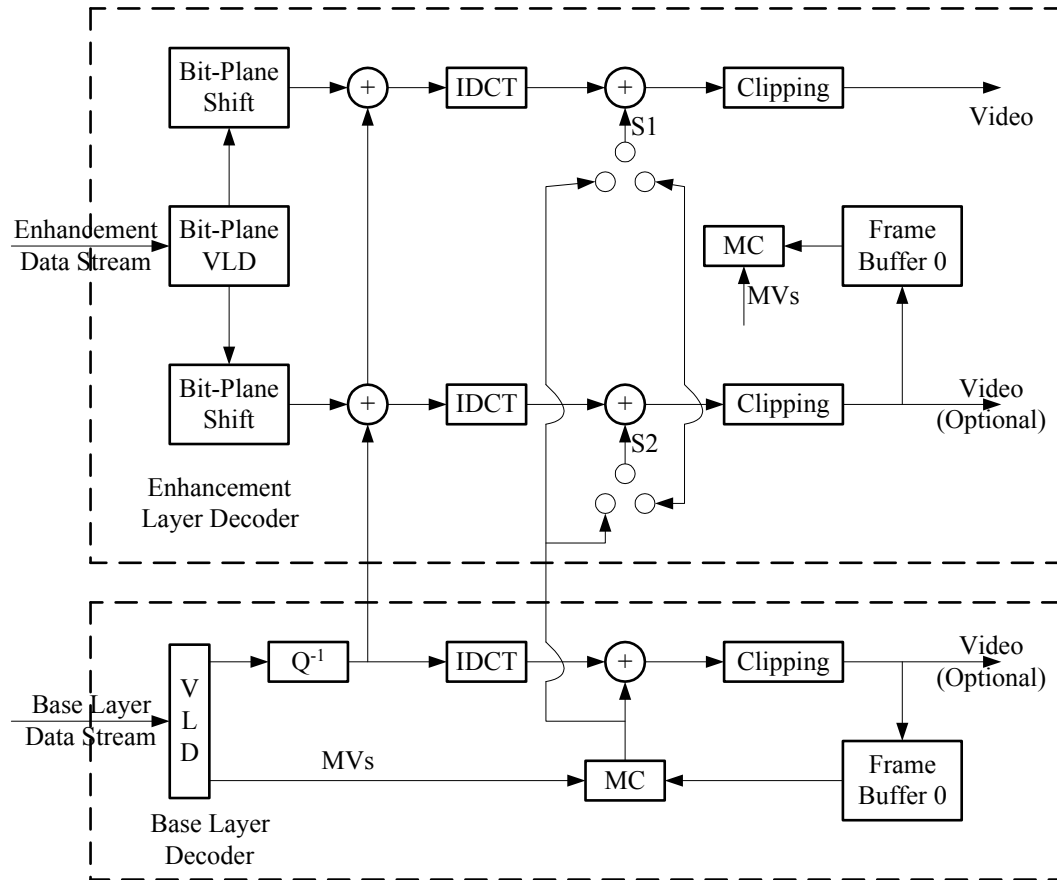 Bit-Plane
Shift
+
IDCT
+
Clipping
Video
S1
Enhancement
Data Stream
Bit-Plane
VLD
MC
MVs
Frame
Buffer 0
Bit-Plane
Shift
+
IDCT
+
Clipping
Video
(Optional)
S2
Enhancement
Layer Decoder
Base Layer
Data Stream
V
L
D
Q⁻¹
IDCT
+
Clipping
Video
(Optional)
MVs
MC
Frame
Buffer 0
Base Layer
Decoder